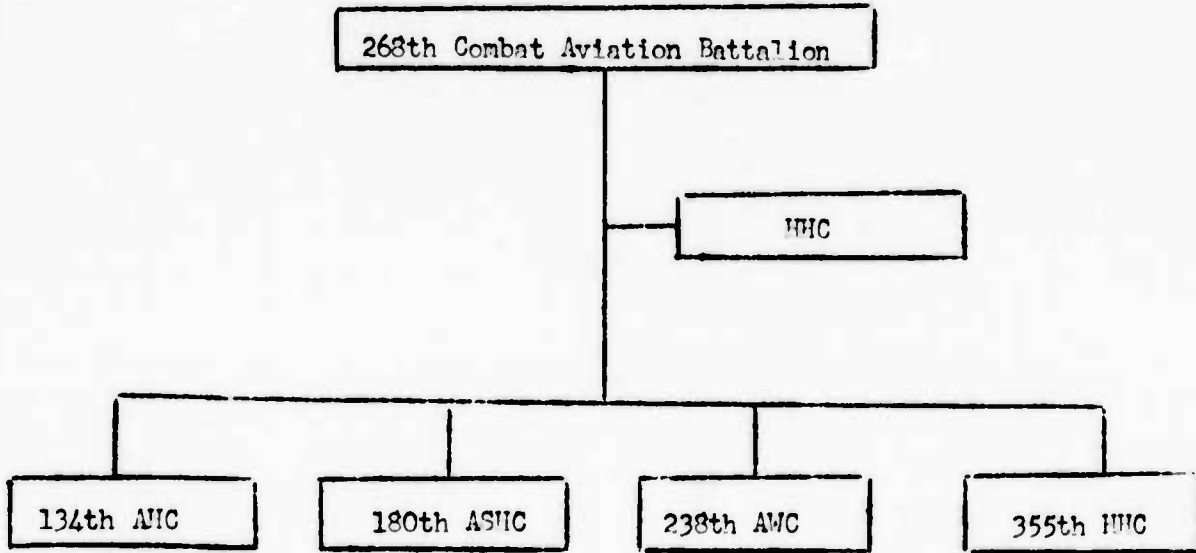 268th Combat Aviation Battalion
HHC
134th AHC
180th ASHC
238th AWC
355th HHC